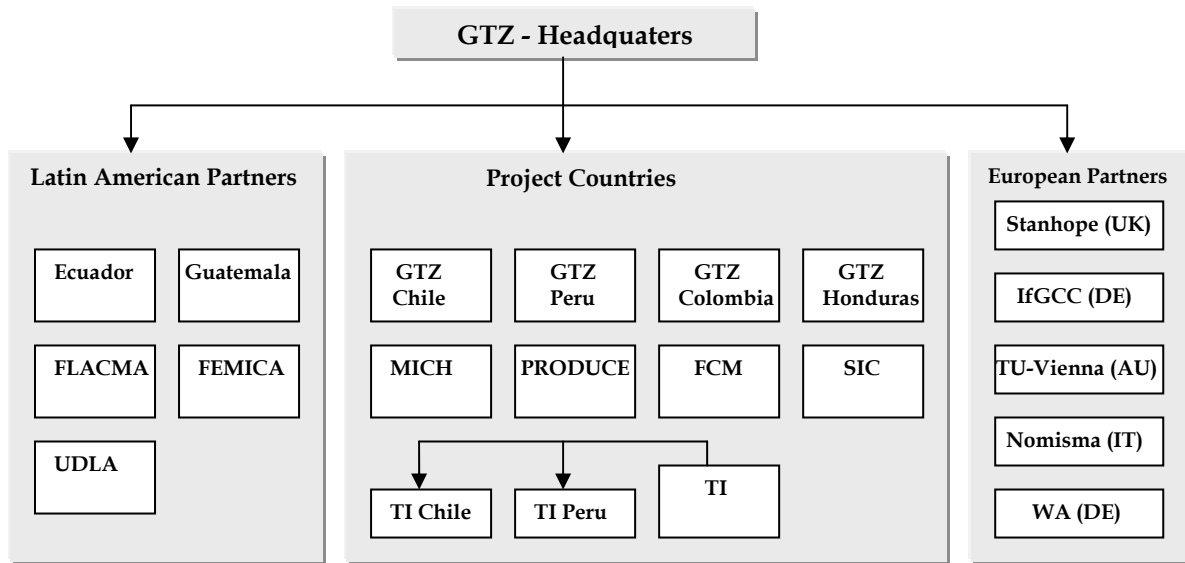 GTZ - Headquaters
Latin American Partners
Ecuador
Guatemala
FLACMA
FEMICA
UDLA
Project Countries
GTZ
Chile
GTZ
Peru
GTZ
Colombia
GTZ
Honduras
MICH
PRODUCE
FCM
SIC
TI Chile
TI Peru
TI
European Partners
Stanhope (UK)
IfGCC (DE)
TU-Vienna (AU)
Nomisma (IT)
WA (DE)